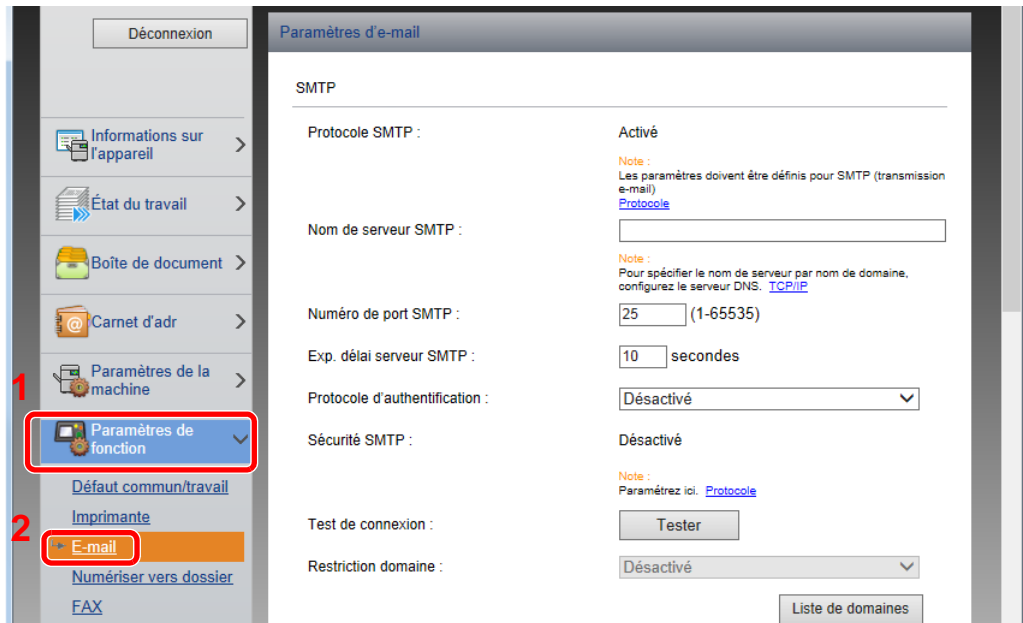 Déconnexion
Informations sur
l'appareil
État du travail
Boîte de document
Carnet d'adr
1
Paramètres de la
machine
Paramètres de
fonction
Défaut commun/travail
Imprimante
2
E-mail
Numériser vers dossier
FAX
Paramètres d'e-mail
SMTP
Protocole SMTP :
Activé
Note :
Les paramètres doivent être définis pour SMTP (transmission
e-mail)
Protocole
Nom de serveur SMTP :
Note :
Pour spécifier le nom de serveur par nom de domaine,
configurez le serveur DNS. TCP/IP
Numéro de port SMTP :
25 (1-65535)
Exp. délai serveur SMTP :
10 secondes
Protocole d'authentification :
Désactivé
Sécurité SMTP :
Désactivé
Note :
Paramétrez ici. Protocole
Test de connexion :
Tester
Restriction domaine :
Désactivé
Liste de domaines